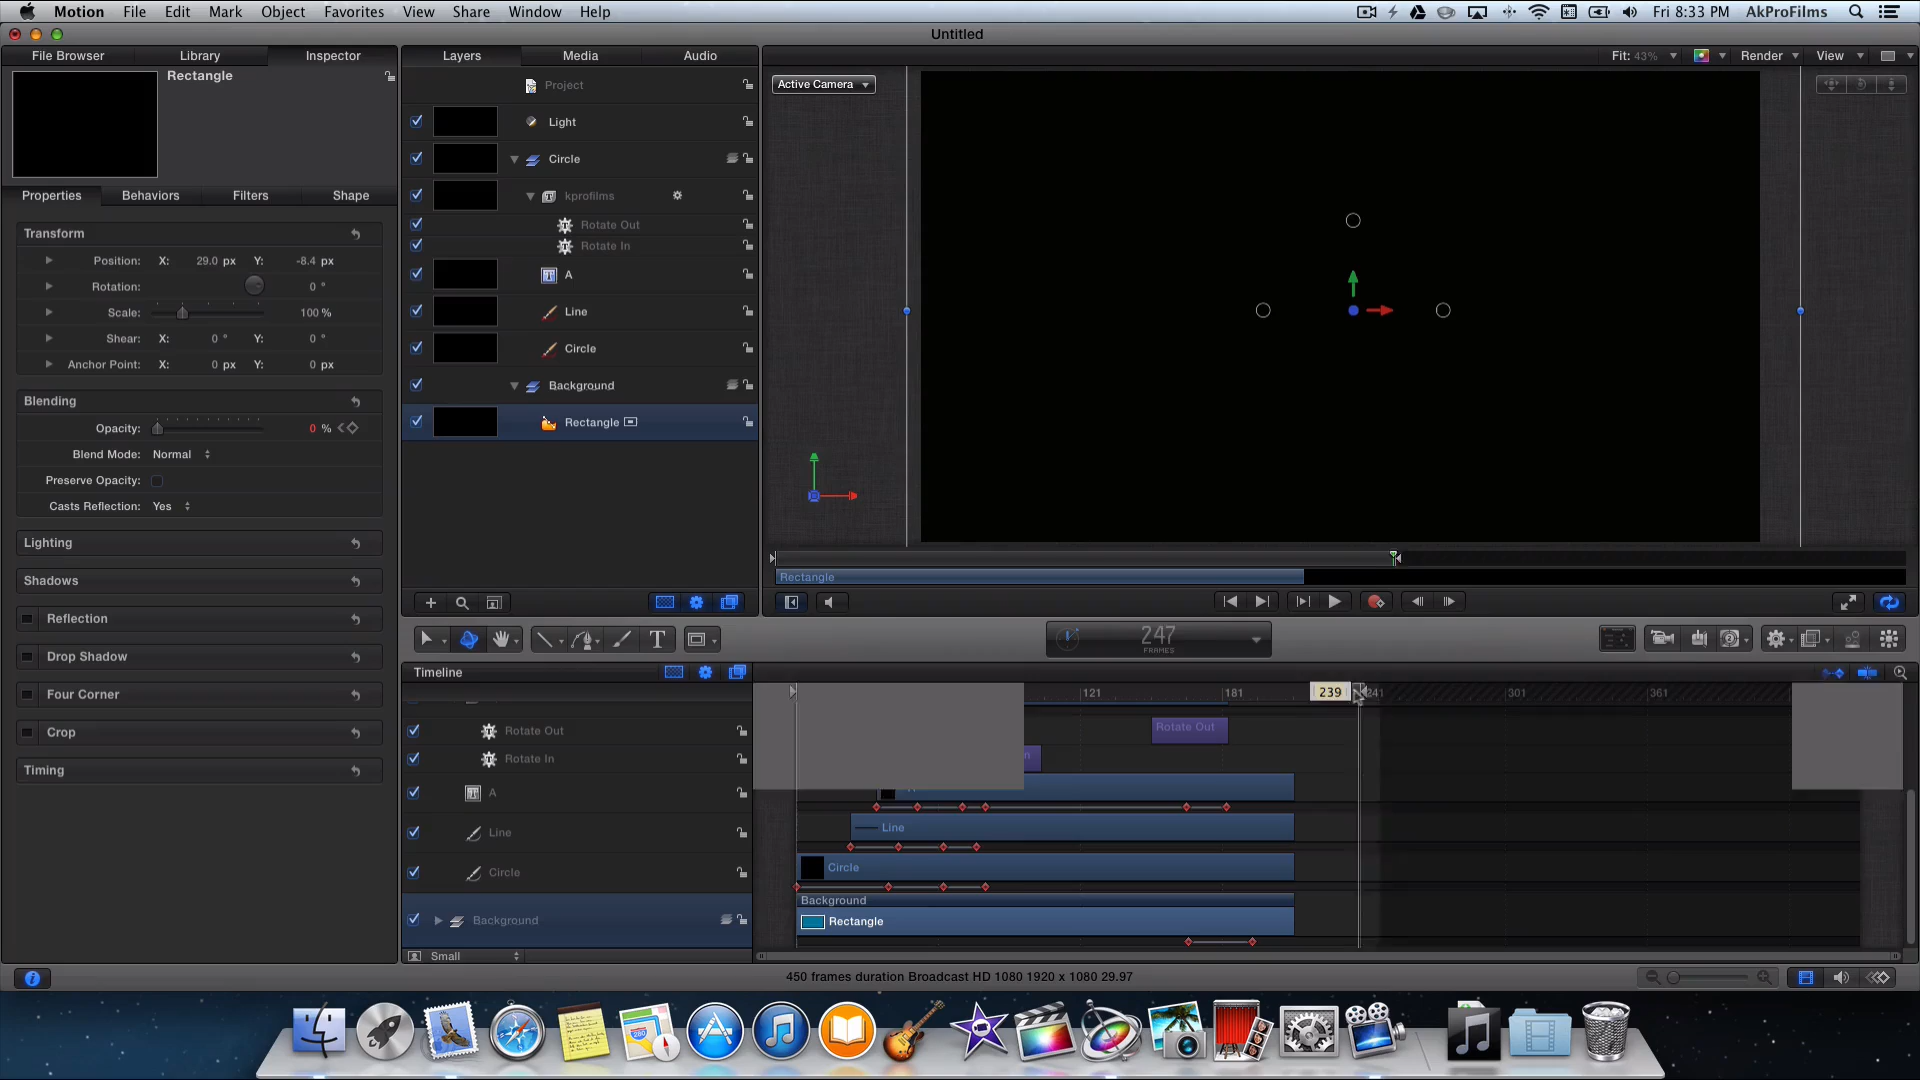 Motion File Edit Mark Object Favorites View Share Window Help Fri 8:33 PM AkProFilms
Untitled
File Browser Library Inspector Layers Media Audio Fit: 43% Render View
Rectangle
Active Camera
Project
Light
Circle
kprofilms
Rotate Out
Rotate In
A
Line
Circle
Background
Rectangle
Properties Behaviors Filters Shape
Transform
Position: X: 29.0 px Y: -8.4 px
Rotation: 0 °
Scale: 100 %
Shear: X: 0 ° Y: 0 °
Anchor Point: X: 0 px Y: 0 px
Blending
Opacity: 0 %
Blend Mode: Normal
Preserve Opacity:
Casts Reflection: Yes
Lighting
Shadows
Reflection
Drop Shadow
Four Corner
Crop
Timing
Rectangle
T
247
FRAMES
Timeline
121 181 239 241 301 361
Rotate Out Rotate Out
Rotate In n
A
Line Line
Circle Circle
Background
Background Rectangle
Small
450 frames duration Broadcast HD 1080 1920 x 1080 29.97